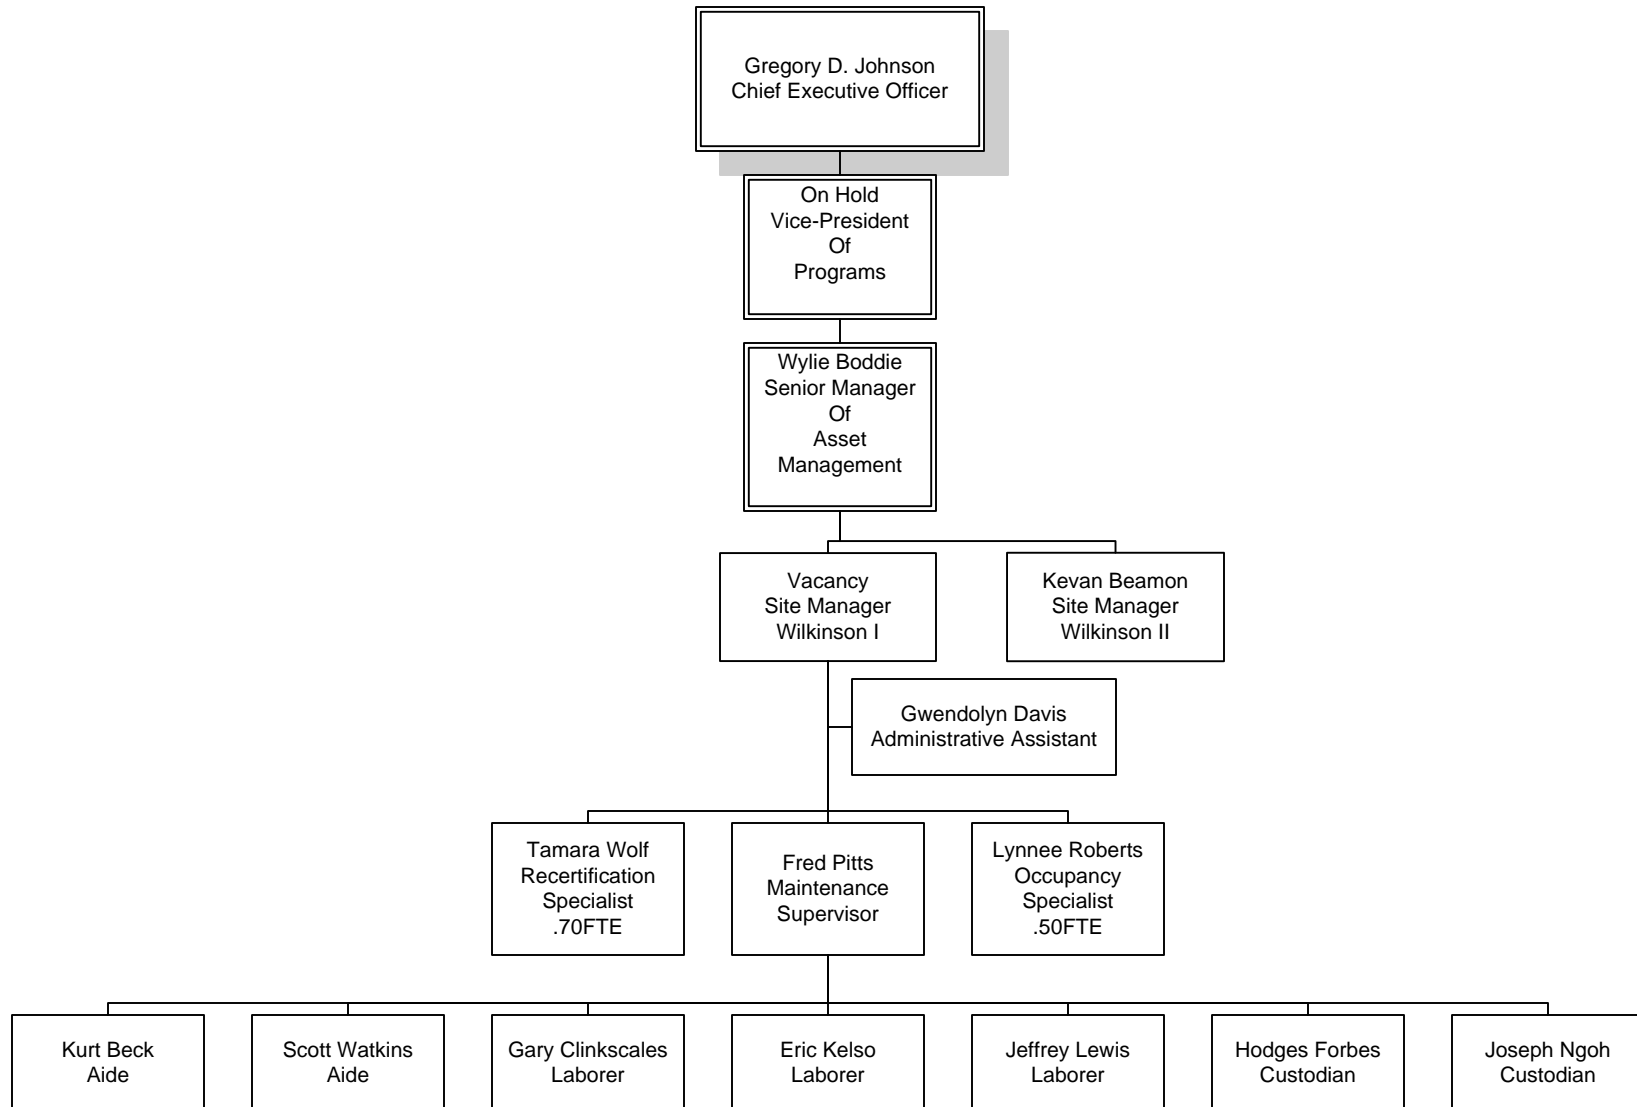 Gregory D. Johnson
Chief Executive Officer
On Hold
Vice-President
Of
Programs
Wylie Boddie
Senior Manager
Of
Asset
Management
Vacancy
Site Manager
Wilkinson I
Kevan Beamon
Site Manager
Wilkinson II
Gwendolyn Davis
Administrative Assistant
Tamara Wolf
Recertification
Specialist
.70FTE
Fred Pitts
Maintenance
Supervisor
Lynnee Roberts
Occupancy
Specialist
.50FTE
Kurt Beck
Aide
Scott Watkins
Aide
Gary Clinkscales
Laborer
Eric Kelso
Laborer
Jeffrey Lewis
Laborer
Hodges Forbes
Custodian
Joseph Ngoh
Custodian